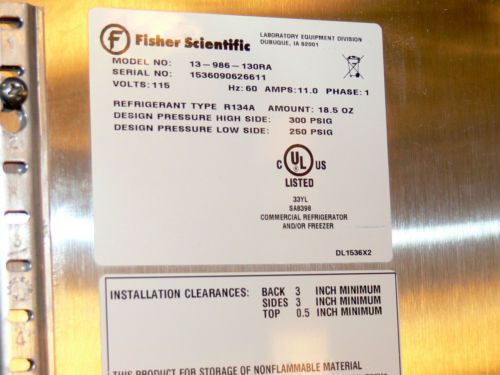 Fisher Scientific
LABORATORY EQUIPMENT DIVISION
DUBUQUE, IA 52001
MODEL NO: 13-986-130RA
SERIAL NO: 1536090626611
VOLTS: 115 Hz: 60 AMPS: 11.0 PHASE: 1
REFRIGERANT TYPE R134A AMOUNT: 18.5 OZ
DESIGN PRESSURE HIGH SIDE: 300 PSIG
DESIGN PRESSURE LOW SIDE: 250 PSIG
C UL US
LISTED
33YL
SA8398
COMMERCIAL REFRIGERATOR
AND/OR FREEZER
DL1536X2
INSTALLATION CLEARANCES: BACK 3 INCH MINIMUM
SIDES 3 INCH MINIMUM
TOP 0.5 INCH MINIMUM
THIS PRODUCT FOR STORAGE OF NONFLAMMABLE MATERIAL